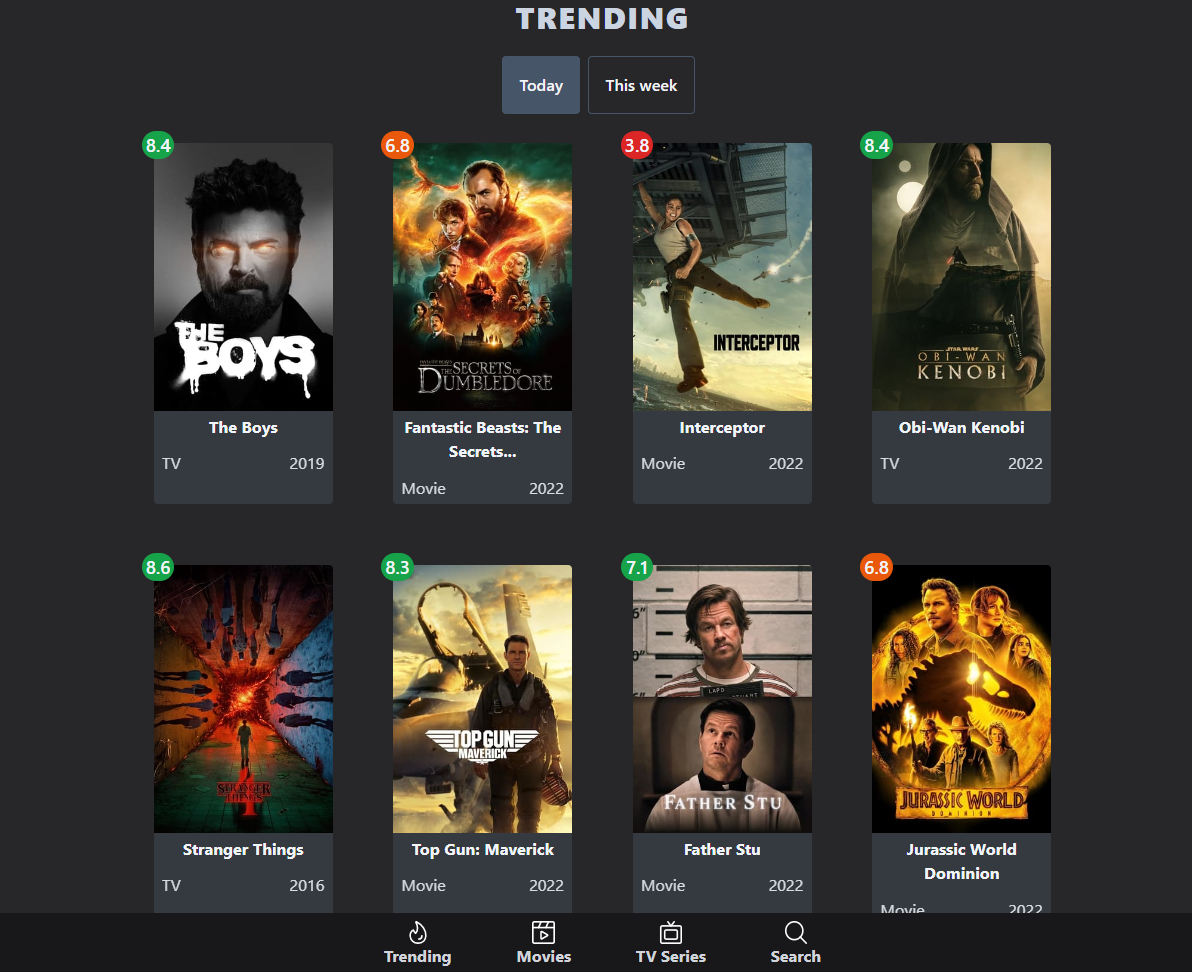 TRENDING
Today
This week
8.4
6.8
3.8
8.4
THE
BOYS
THE SECRETS OF
DUMBLEDORE
INTERCEPTOR
STAR WARS
OBI-WAN
KENOBI
The Boys
Fantastic Beasts: The
Secrets...
Interceptor
Obi-Wan Kenobi
TV
2019
Movie
2022
Movie
2022
TV
2022
8.6
8.3
7.1
6.8
STRANGER
THINGS
4
TOP GUN
MAVERICK
LAPD
FATHER STU
JURASSIC WORLD
DOMINION
Stranger Things
Top Gun: Maverick
Father Stu
Jurassic World
Dominion
TV
2016
Movie
2022
Movie
2022
Movie
2022
Trending
Movies
TV Series
Search